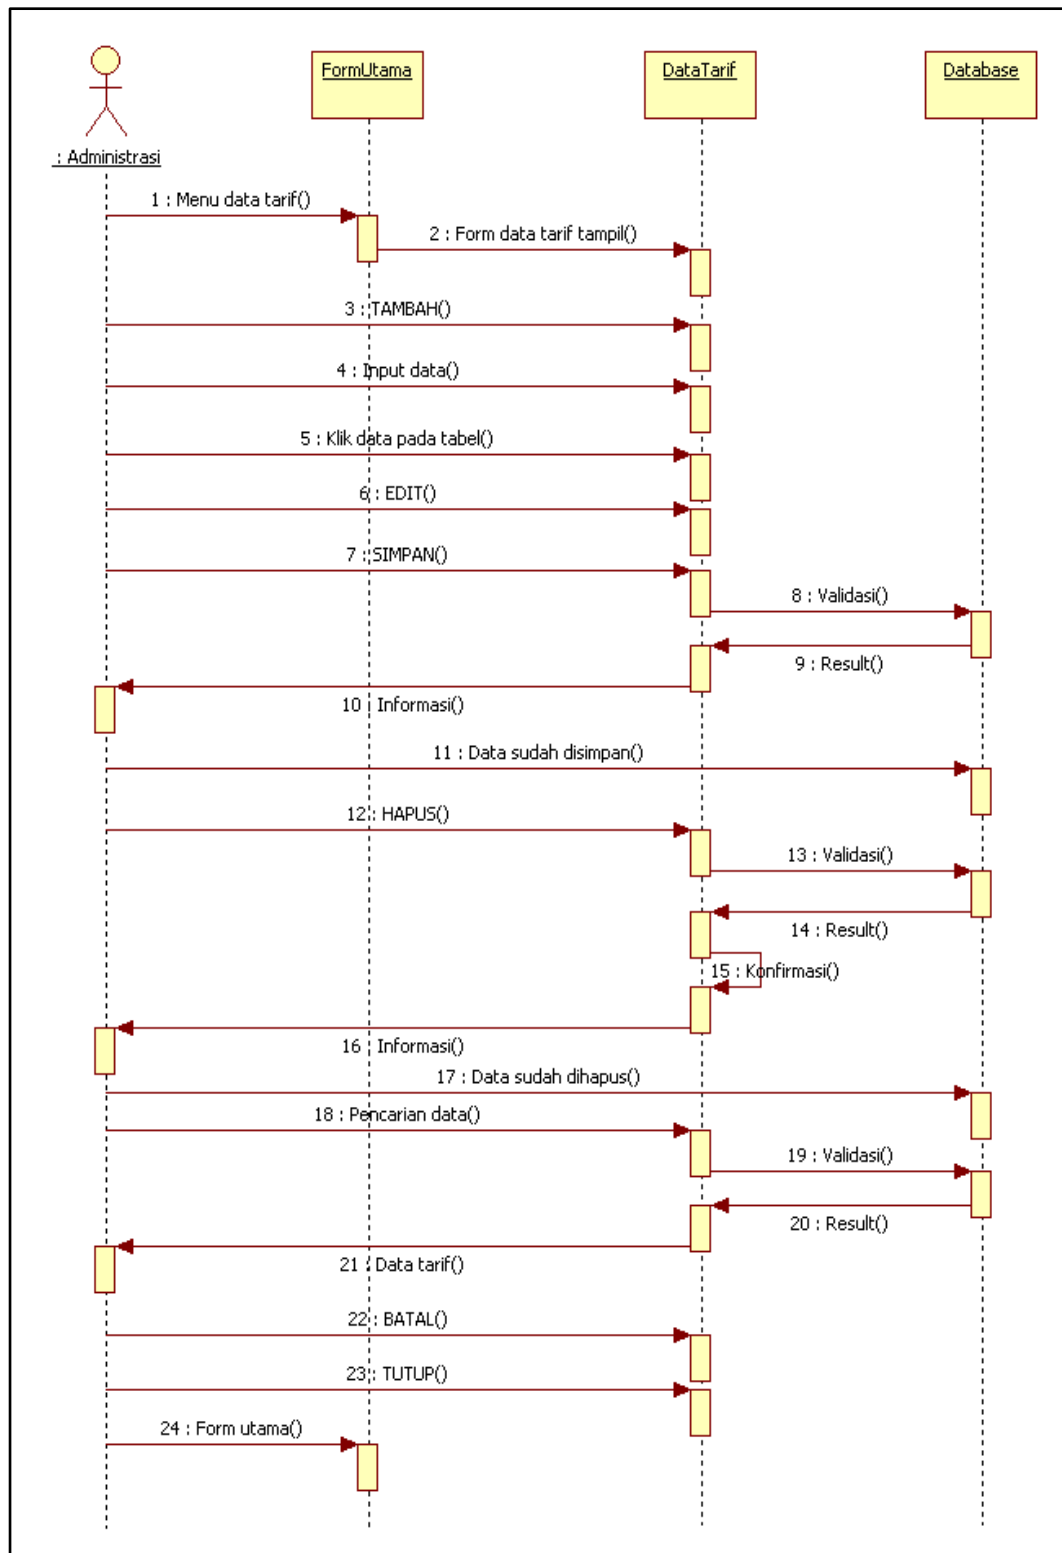 FormUtama
DataTarif
Database
: Administrasi
1 : Menu data tarif()
2 : Form data tarif tampil()
3 : TAMBAH()
4 : Input data()
5 : Klik data pada tabel()
6 : EDIT()
7 : SIMPAN()
8 : Validasi()
9 : Result()
10 : Informasi()
11 : Data sudah disimpan()
12 : HAPUS()
13 : Validasi()
14 : Result()
15 : Konfirmasi()
16 : Informasi()
17 : Data sudah dihapus()
18 : Pencarian data()
19 : Validasi()
20 : Result()
21 : Data tarif()
22 : BATAL()
23 : TUTUP()
24 : Form utama()